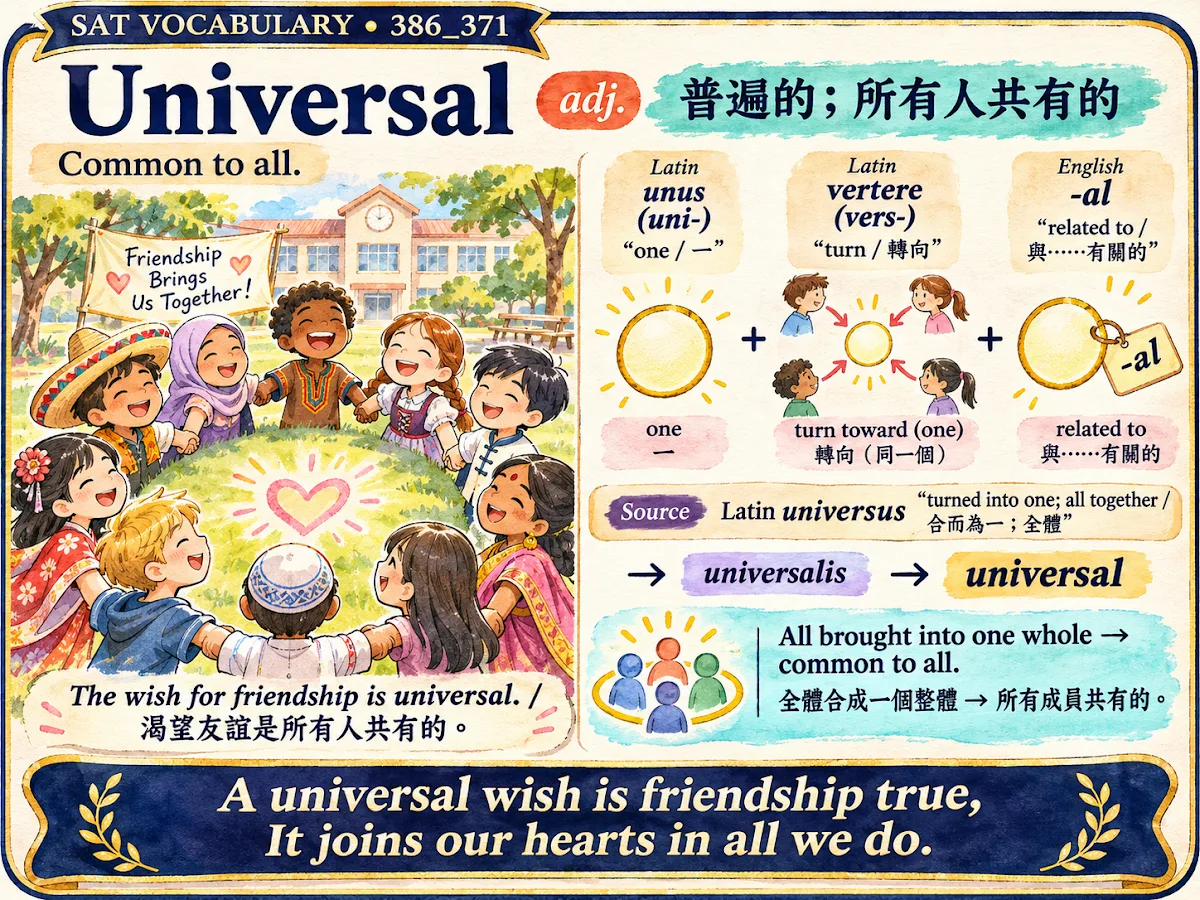 SAT VOCABULARY • 386_371
Universal
adj.
普遍的；所有人共有的
Common to all.
Friendship
Brings
Us Together!
The wish for friendship is universal. /
渴望友誼是所有人共有的。
Latin
unus
(uni-)
“one / 一”
one
一
+
Latin
vertere
(vers-)
“turn / 轉向”
turn toward (one)
轉向（同一個）
+
English
-al
“related to /
與……有關的”
-al
related to
與……有關的
Source
Latin universus
“turned into one; all together /
合而為一；全體”
→ universalis → universal
All brought into one whole →
common to all.
全體合成一個整體 → 所有成員共有的。
A universal wish is friendship true,
It joins our hearts in all we do.